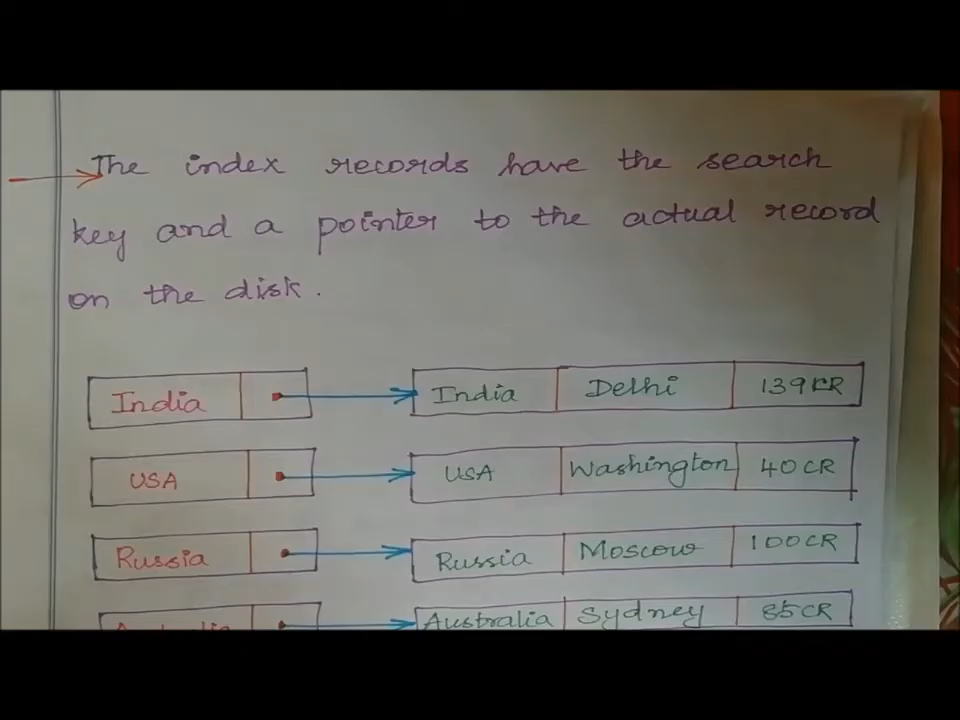 The index records have the search
key and a pointer to the actual record
on the disk.
India India Delhi 139CR
USA USA Washington 40CR
Russia Russia Moscow 100CR
Australia Australia Sydney 85CR